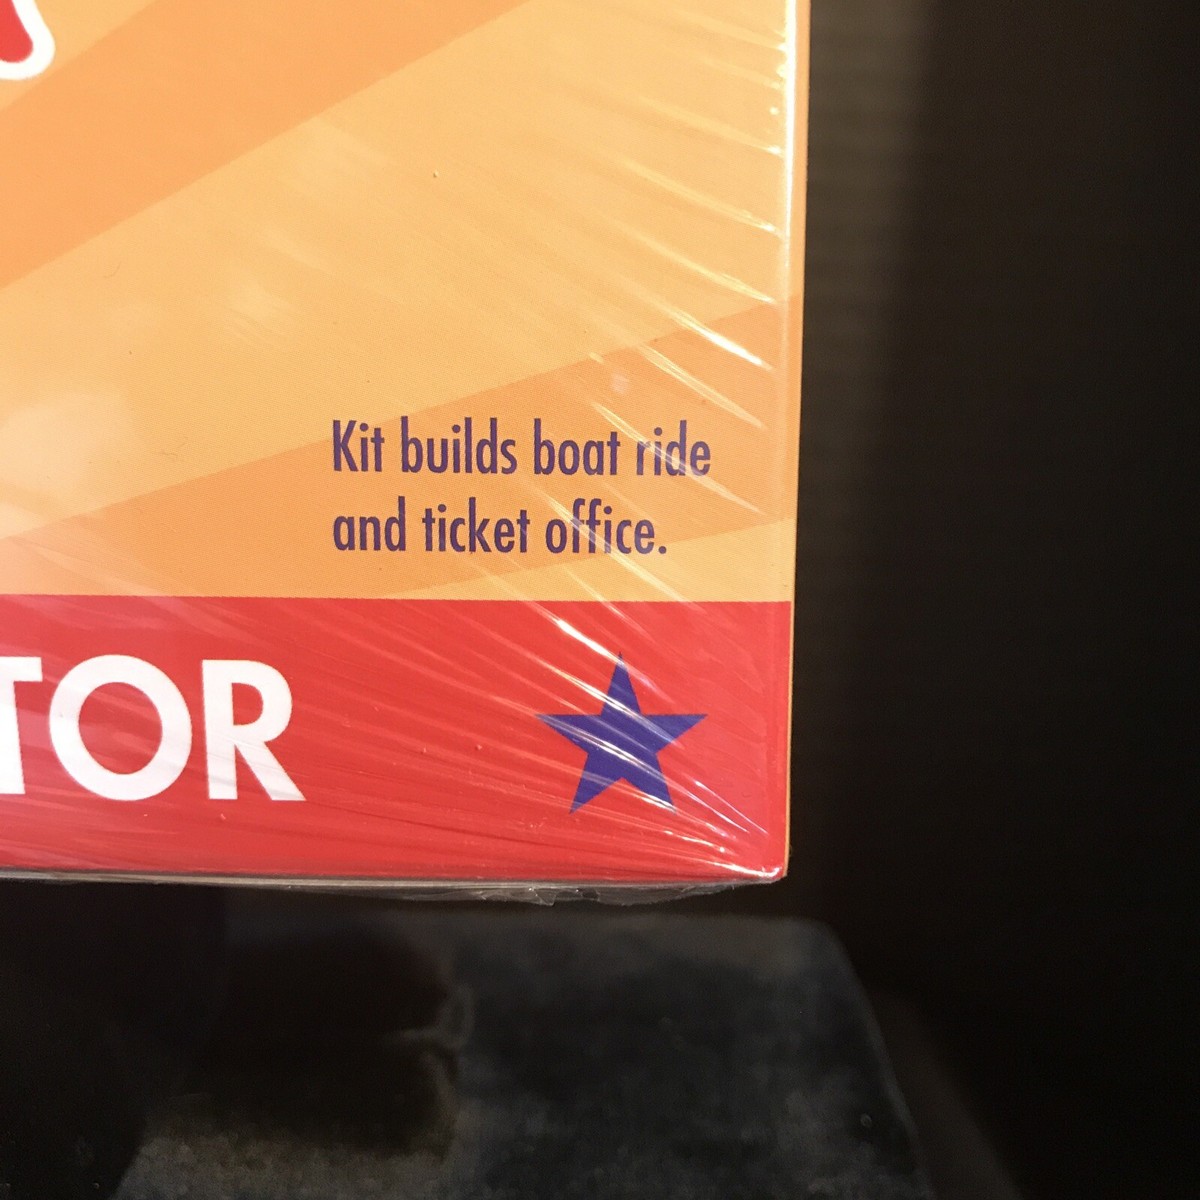 Kit builds boat ride
and ticket office.
TOR